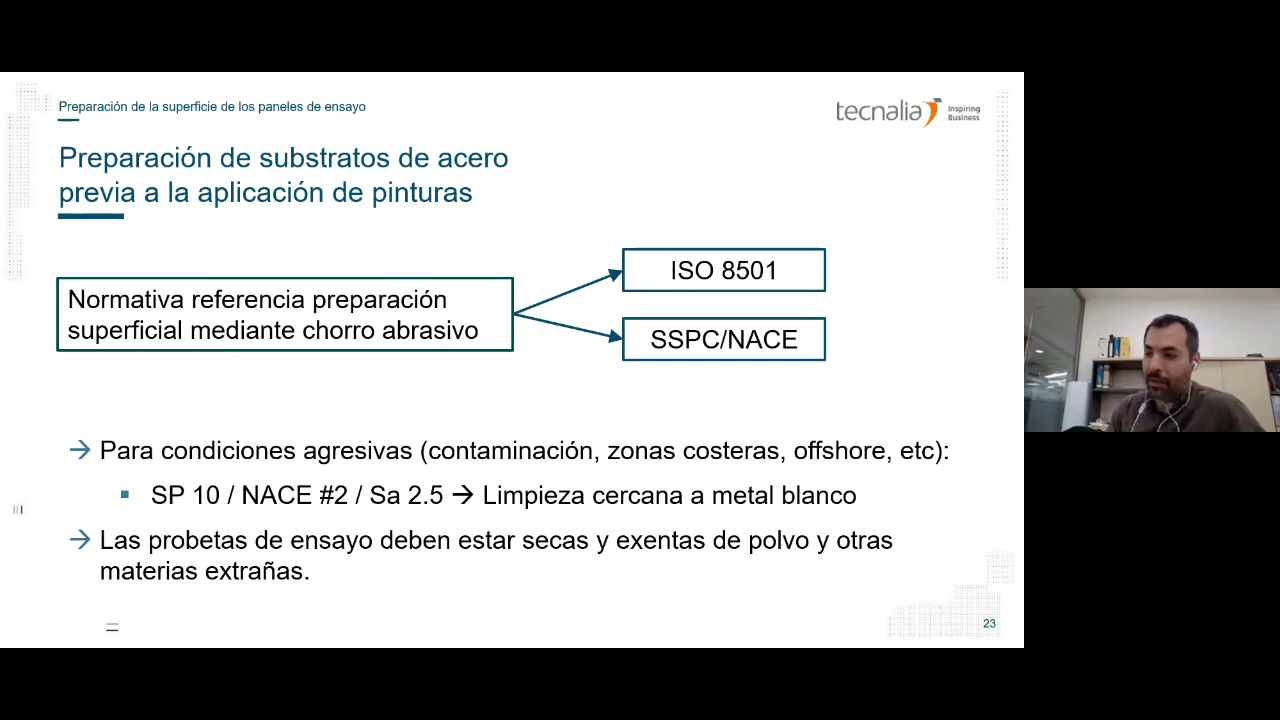 Preparación de la superficie de los paneles de ensayo
tecnalia
Inspiring
Business
Preparación de substratos de acero
previa a la aplicación de pinturas
Normativa referencia preparación
superficial mediante chorro abrasivo
ISO 8501
SSPC/NACE
→ Para condiciones agresivas (contaminación, zonas costeras, offshore, etc):
▪ SP 10 / NACE #2 / Sa 2.5 → Limpieza cercana a metal blanco
→ Las probetas de ensayo deben estar secas y exentas de polvo y otras
materias extrañas.
23